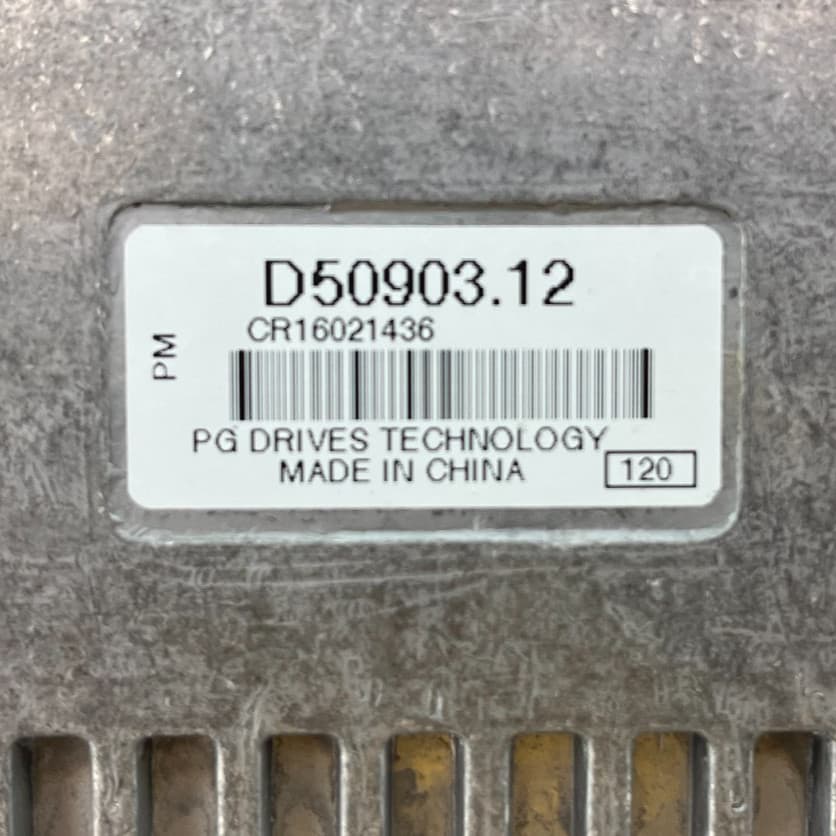 D50903.12
CR16021436
PM
PG DRIVES TECHNOLOGY
MADE IN CHINA
120